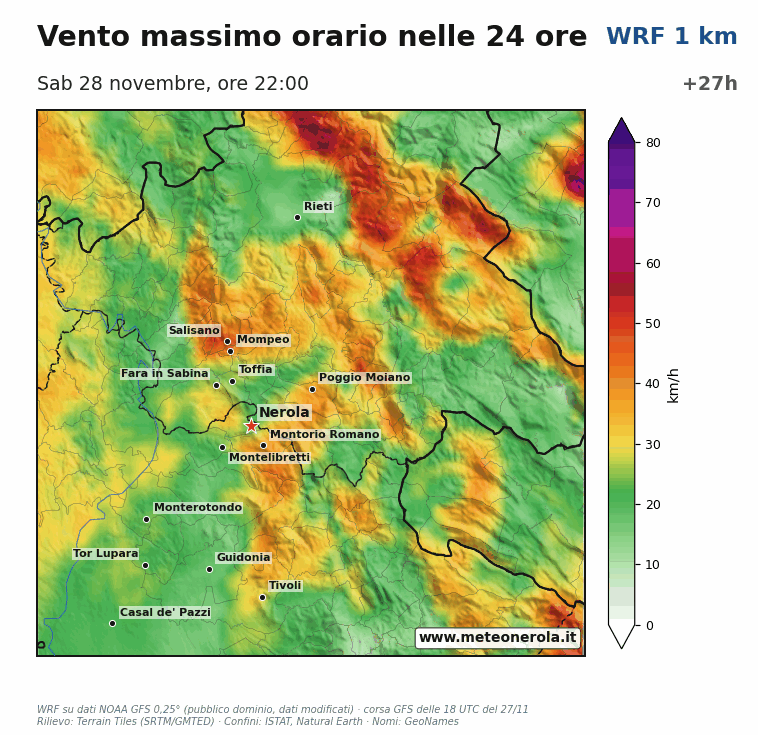 Vento massimo orario nelle 24 ore WRF 1 km
Sab 28 novembre, ore 22:00 +27h
Rieti
Salisano
Mompeo
Fara in Sabina
Toffia
Poggio Moiano
Nerola
Montorio Romano
Montelibretti
Monterotondo
Tor Lupara
Guidonia
Tivoli
Casal de' Pazzi
www.meteonerola.it
80
70
60
50
40
30
20
10
0
km/h
WRF su dati NOAA GFS 0,25° (pubblico dominio, dati modificati) · corsa GFS delle 18 UTC del 27/11
Rilievo: Terrain Tiles (SRTM/GMTED) · Confini: ISTAT, Natural Earth · Nomi: GeoNames